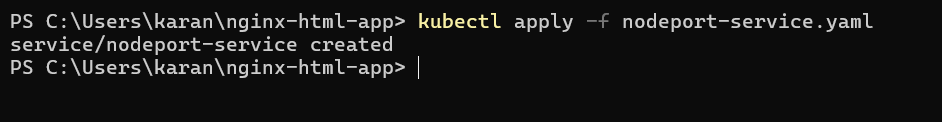 PS C:\Users\karan\nginx-html-app> kubectl apply -f nodeport-service.yaml
service/nodeport-service created
PS C:\Users\karan\nginx-html-app>